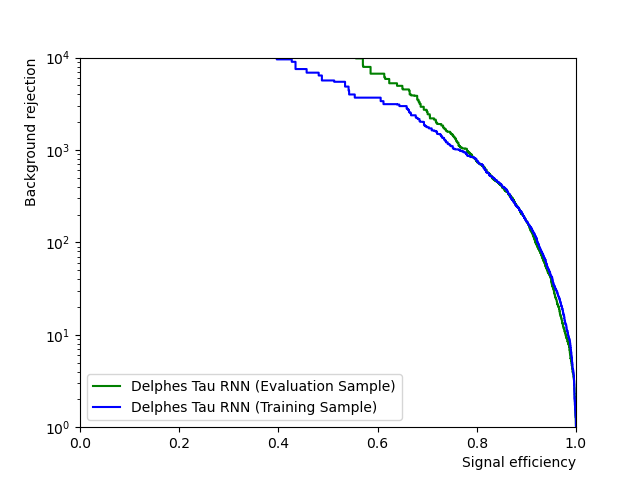 Background rejection
10⁴
10³
10²
10¹
10⁰
Delphes Tau RNN (Evaluation Sample)
Delphes Tau RNN (Training Sample)
0.0 0.2 0.4 0.6 0.8 1.0
Signal efficiency